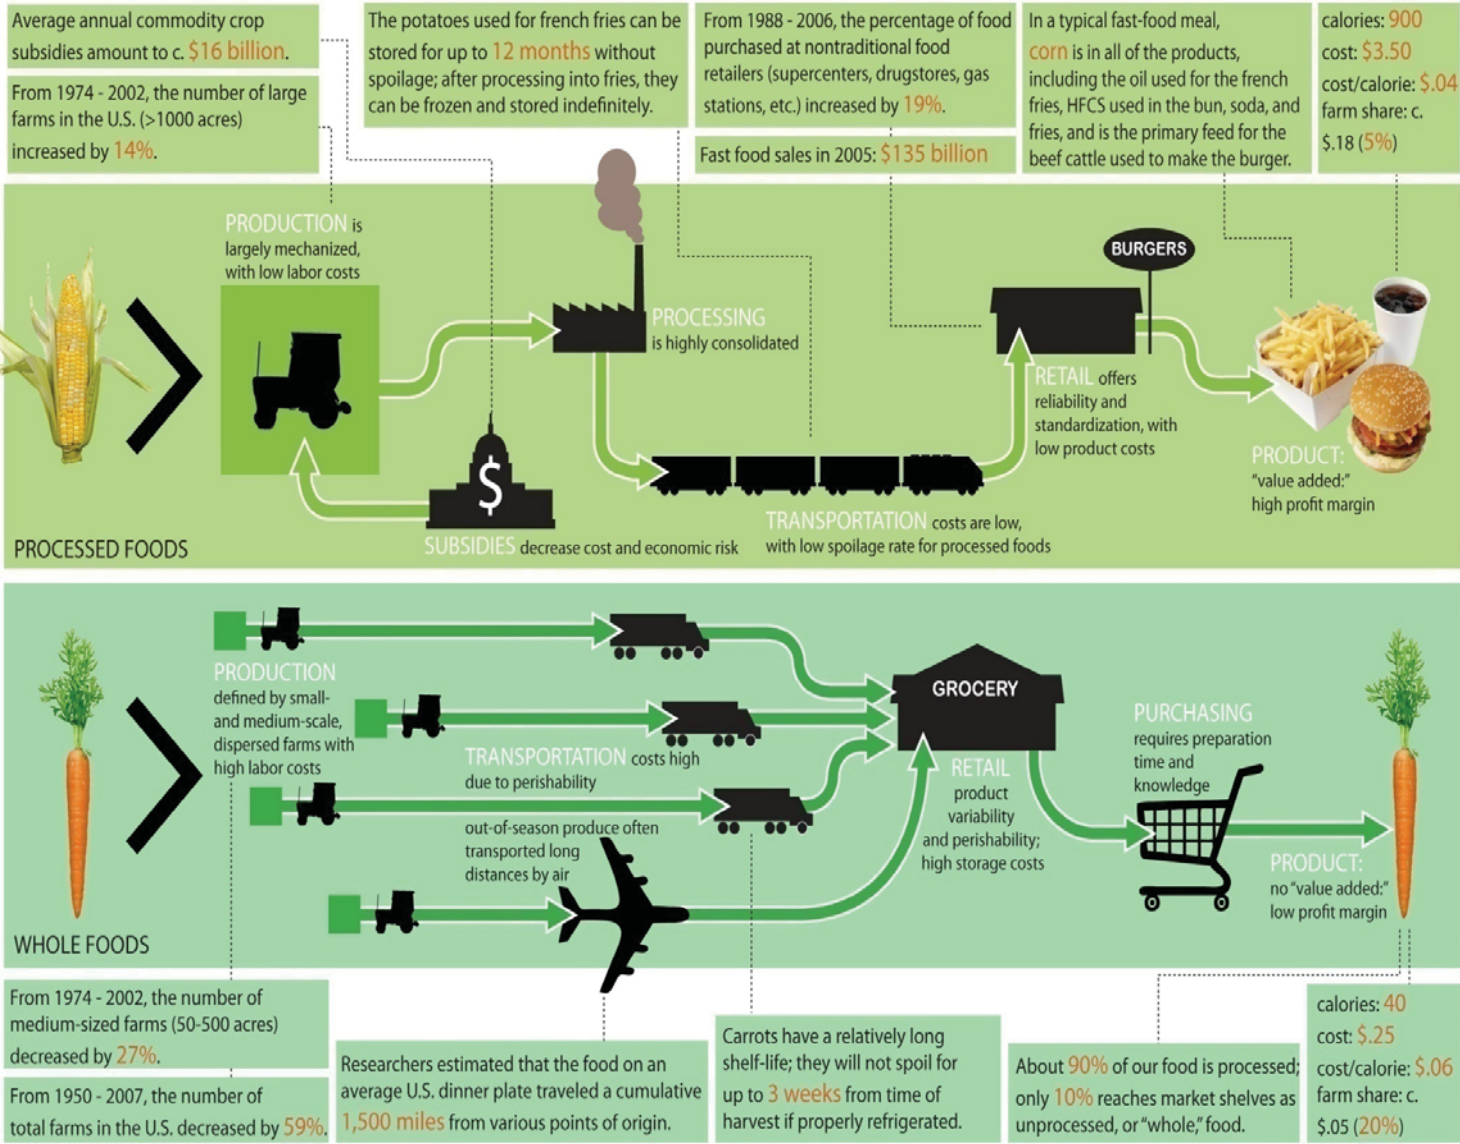 Average annual commodity crop
subsidies amount to c. $16 billion.
From 1974 - 2002, the number of large
farms in the U.S. (>1000 acres)
increased by 14%.
The potatoes used for french fries can be
stored for up to 12 months without
spoilage; after processing into fries, they
can be frozen and stored indefinitely.
From 1988 - 2006, the percentage of food
purchased at nontraditional food
retailers (supercenters, drugstores, gas
stations, etc.) increased by 19%.
Fast food sales in 2005: $135 billion
In a typical fast-food meal,
corn is in all of the products,
including the oil used for the french
fries, HFCS used in the bun, soda, and
fries, and is the primary feed for the
beef cattle used to make the burger.
calories: 900
cost: $3.50
cost/calorie: $.04
farm share: c.
$.18 (5%)
PRODUCTION is
largely mechanized,
with low labor costs
PROCESSING
is highly consolidated
BURGERS
RETAIL offers
reliability and
standardization, with
low product costs
PRODUCT:
"value added:"
high profit margin
$
SUBSIDIES decrease cost and economic risk
TRANSPORTATION costs are low,
with low spoilage rate for processed foods
PROCESSED FOODS
PRODUCTION
defined by small-
and medium-scale,
dispersed farms with
high labor costs
TRANSPORTATION costs high
due to perishability
out-of-season produce often
transported long
distances by air
GROCERY
RETAIL
product
variability
and perishability;
high storage costs
PURCHASING
requires preparation
time and
knowledge
PRODUCT:
no "value added:"
low profit margin
WHOLE FOODS
From 1974 - 2002, the number of
medium-sized farms (50-500 acres)
decreased by 27%.
From 1950 - 2007, the number of
total farms in the U.S. decreased by 59%.
Researchers estimated that the food on an
average U.S. dinner plate traveled a cumulative
1,500 miles from various points of origin.
Carrots have a relatively long
shelf-life; they will not spoil for
up to 3 weeks from time of
harvest if properly refrigerated.
About 90% of our food is processed;
only 10% reaches market shelves as
unprocessed, or "whole," food.
calories: 40
cost: $.25
cost/calorie: $.06
farm share: c.
$.05 (20%)